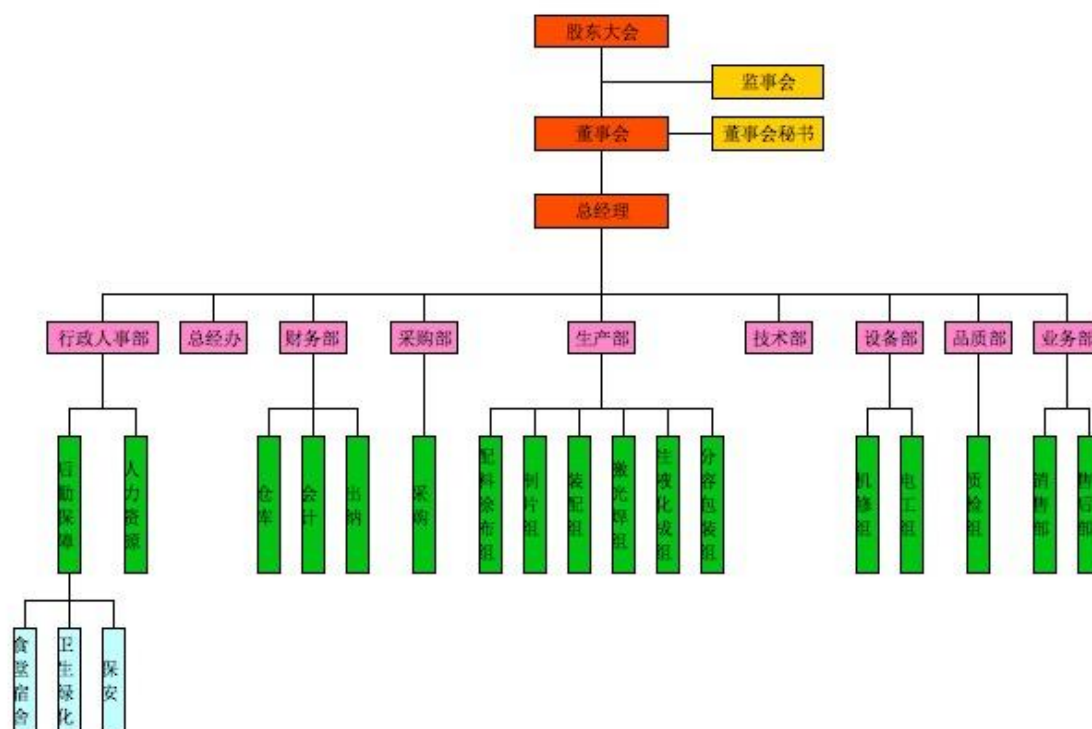 股东大会
监事会
董事会
董事会秘书
总经理
行政人事部
总经办
财务部
采购部
生产部
技术部
设备部
品质部
业务部
后勤保障
人力资源
仓库
会计
出纳
采购
配料涂布组
制片组
装配组
激光焊组
注液化成组
分容包装组
机修组
电工组
质检组
销售部
售后部
食堂宿舍
卫生绿化
保安